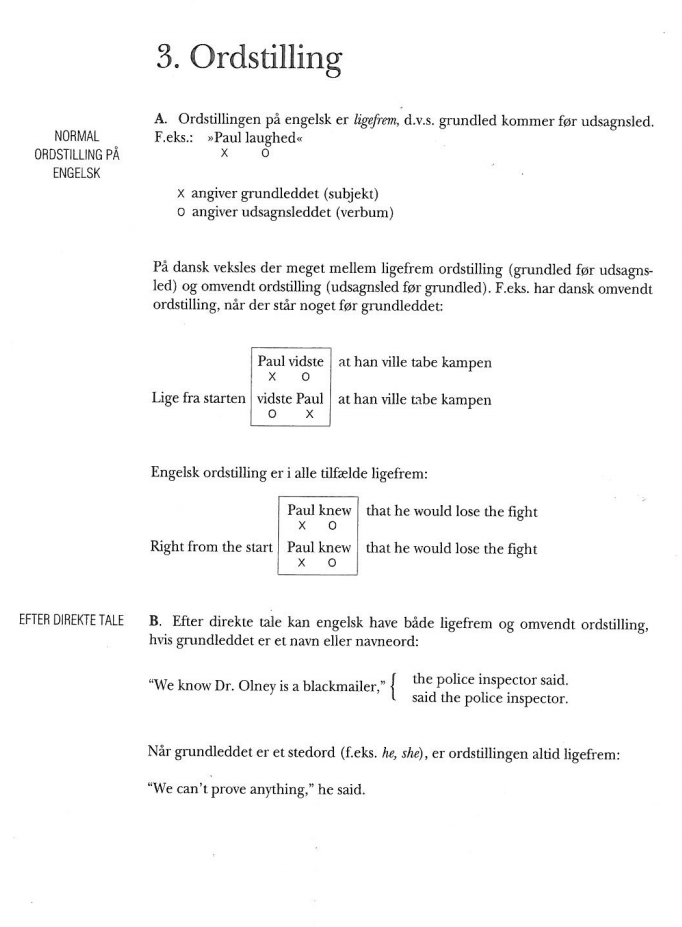 3. Ordstilling
NORMAL
ORDSTILLING PÅ
ENGELSK
A. Ordstillingen på engelsk er ligefrem, d.v.s. grundled kommer før udsagnsled.
F.eks.: »Paul laughed«
X O
X angiver grundleddet (subjekt)
O angiver udsagnsleddet (verbum)
På dansk veksles der meget mellem ligefrem ordstilling (grundled før udsagns-
led) og omvendt ordstilling (udsagnsled før grundled). F.eks. har dansk omvendt
ordstilling, når der står noget før grundleddet:
Paul vidste at han ville tabe kampen
X O
Lige fra starten vidste Paul at han ville tabe kampen
O X
Engelsk ordstilling er i alle tilfælde ligefrem:
Paul knew that he would lose the fight
X O
Right from the start Paul knew that he would lose the fight
X O
EFTER DIREKTE TALE
B. Efter direkte tale kan engelsk have både ligefrem og omvendt ordstilling,
hvis grundleddet er et navn eller navneord:
“We know Dr. Olney is a blackmailer,” { the police inspector said.
said the police inspector.
Når grundleddet er et stedord (f.eks. he, she), er ordstillingen altid ligefrem:
“We can’t prove anything,” he said.